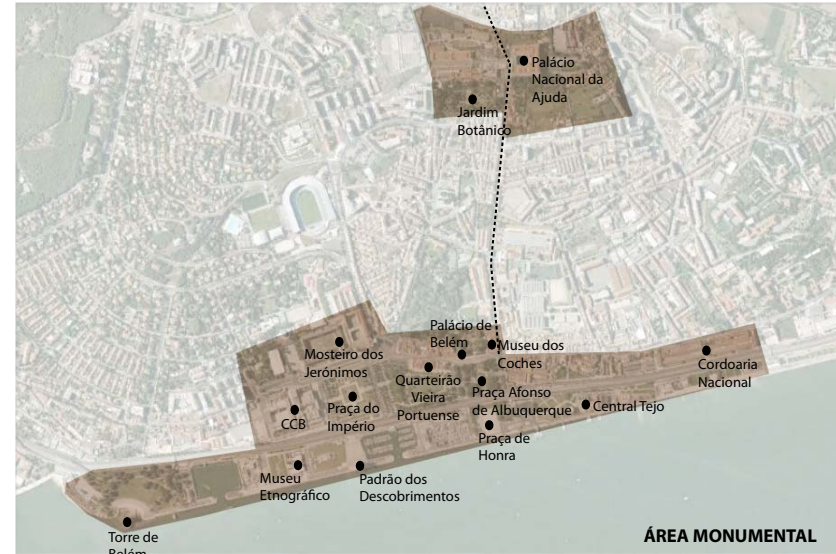 Palácio
Nacional da
Ajuda
Jardim
Botânico
Palácio de
Belém
Museu dos
Coches
Mosteiro dos
Jerónimos
Cordoaria
Nacional
Quarteirão
Vieira
Portuense
Praça Afonso
de Albuquerque
Central Tejo
Praça do
Império
CCB
Praça de
Honra
Museu
Etnográfico
Padrão dos
Descobrimentos
Torre de
Belém
ÁREA MONUMENTAL